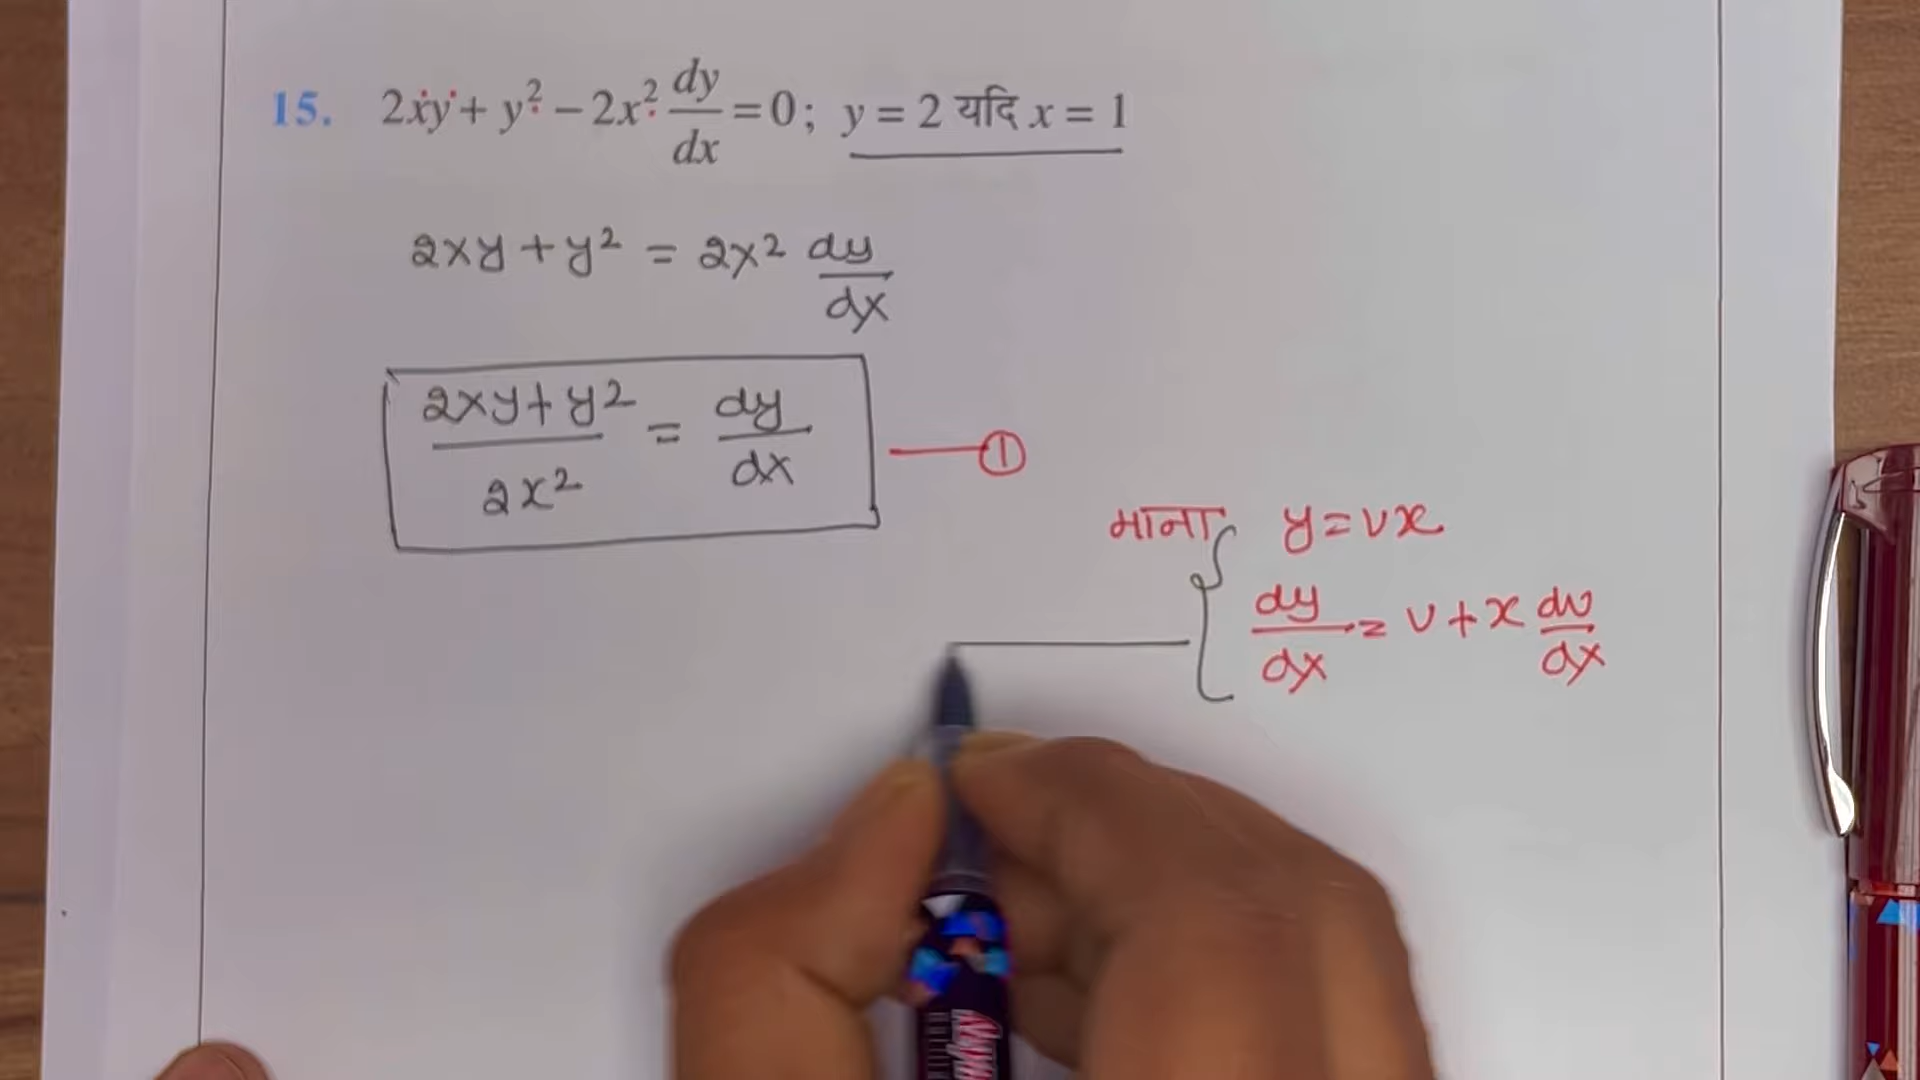 15. 2xy + y² − 2x² dy/dx = 0 ; y = 2 यदि x = 1
2xy + y² = 2x² dy/dx
2xy + y² / 2x² = dy/dx ①
माना y = vx
dy/dx = v + x dv/dx